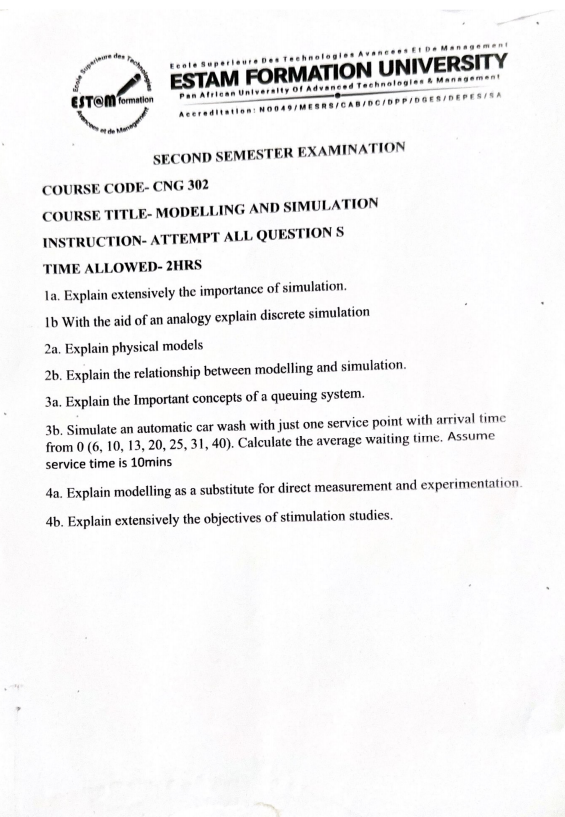 Ecole Superieure des Technologies
EST@M formation
Avancees et de Management
Ecole Superieure Des Technologies Avancees Et De Management
ESTAM FORMATION UNIVERSITY
Pan African University Of Advanced Technologies & Management
Accreditation: N0049/MESRS/CAB/DC/DPP/DGES/DEPES/SA
SECOND SEMESTER EXAMINATION
COURSE CODE- CNG 302
COURSE TITLE- MODELLING AND SIMULATION
INSTRUCTION- ATTEMPT ALL QUESTION S
TIME ALLOWED- 2HRS
1a. Explain extensively the importance of simulation.
1b With the aid of an analogy explain discrete simulation
2a. Explain physical models
2b. Explain the relationship between modelling and simulation.
3a. Explain the Important concepts of a queuing system.
3b. Simulate an automatic car wash with just one service point with arrival time
from 0 (6, 10, 13, 20, 25, 31, 40). Calculate the average waiting time. Assume
service time is 10mins
4a. Explain modelling as a substitute for direct measurement and experimentation.
4b. Explain extensively the objectives of stimulation studies.